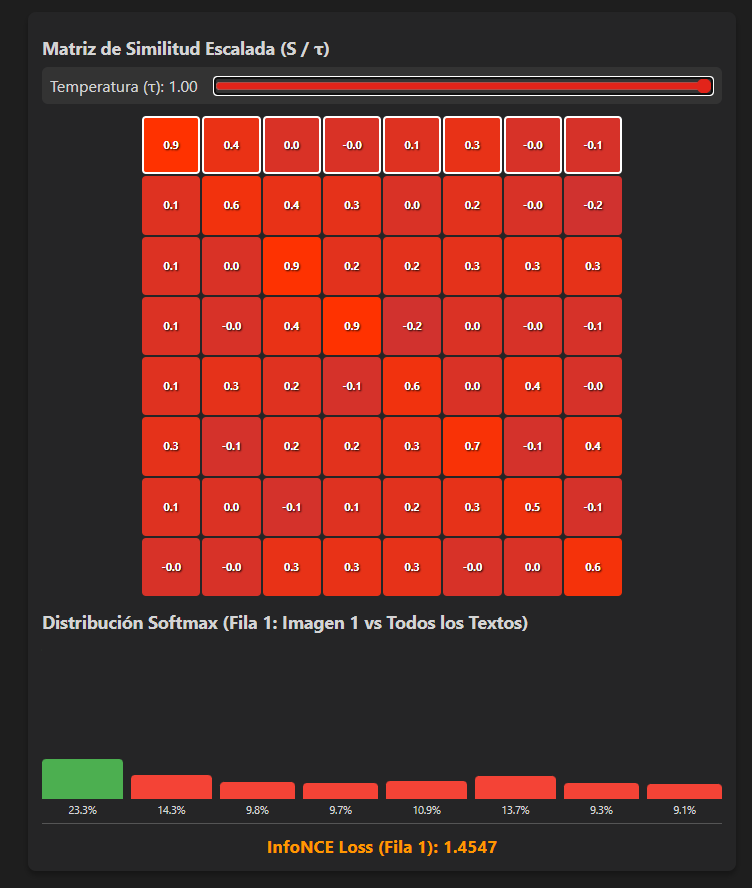 Matriz de Similitud Escalada (S / τ)
Temperatura (τ): 1.00
0.9 0.4 0.0 -0.0 0.1 0.3 -0.0 -0.1
0.1 0.6 0.4 0.3 0.0 0.2 -0.0 -0.2
0.1 0.0 0.9 0.2 0.2 0.3 0.3 0.3
0.1 -0.0 0.4 0.9 -0.2 0.0 -0.0 -0.1
0.1 0.3 0.2 -0.1 0.6 0.0 0.4 -0.0
0.3 -0.1 0.2 0.2 0.3 0.7 -0.1 0.4
0.1 0.0 -0.1 0.1 0.2 0.3 0.5 -0.1
-0.0 -0.0 0.3 0.3 0.3 -0.0 0.0 0.6
Distribución Softmax (Fila 1: Imagen 1 vs Todos los Textos)
23.3% 14.3% 9.8% 9.7% 10.9% 13.7% 9.3% 9.1%
InfoNCE Loss (Fila 1): 1.4547